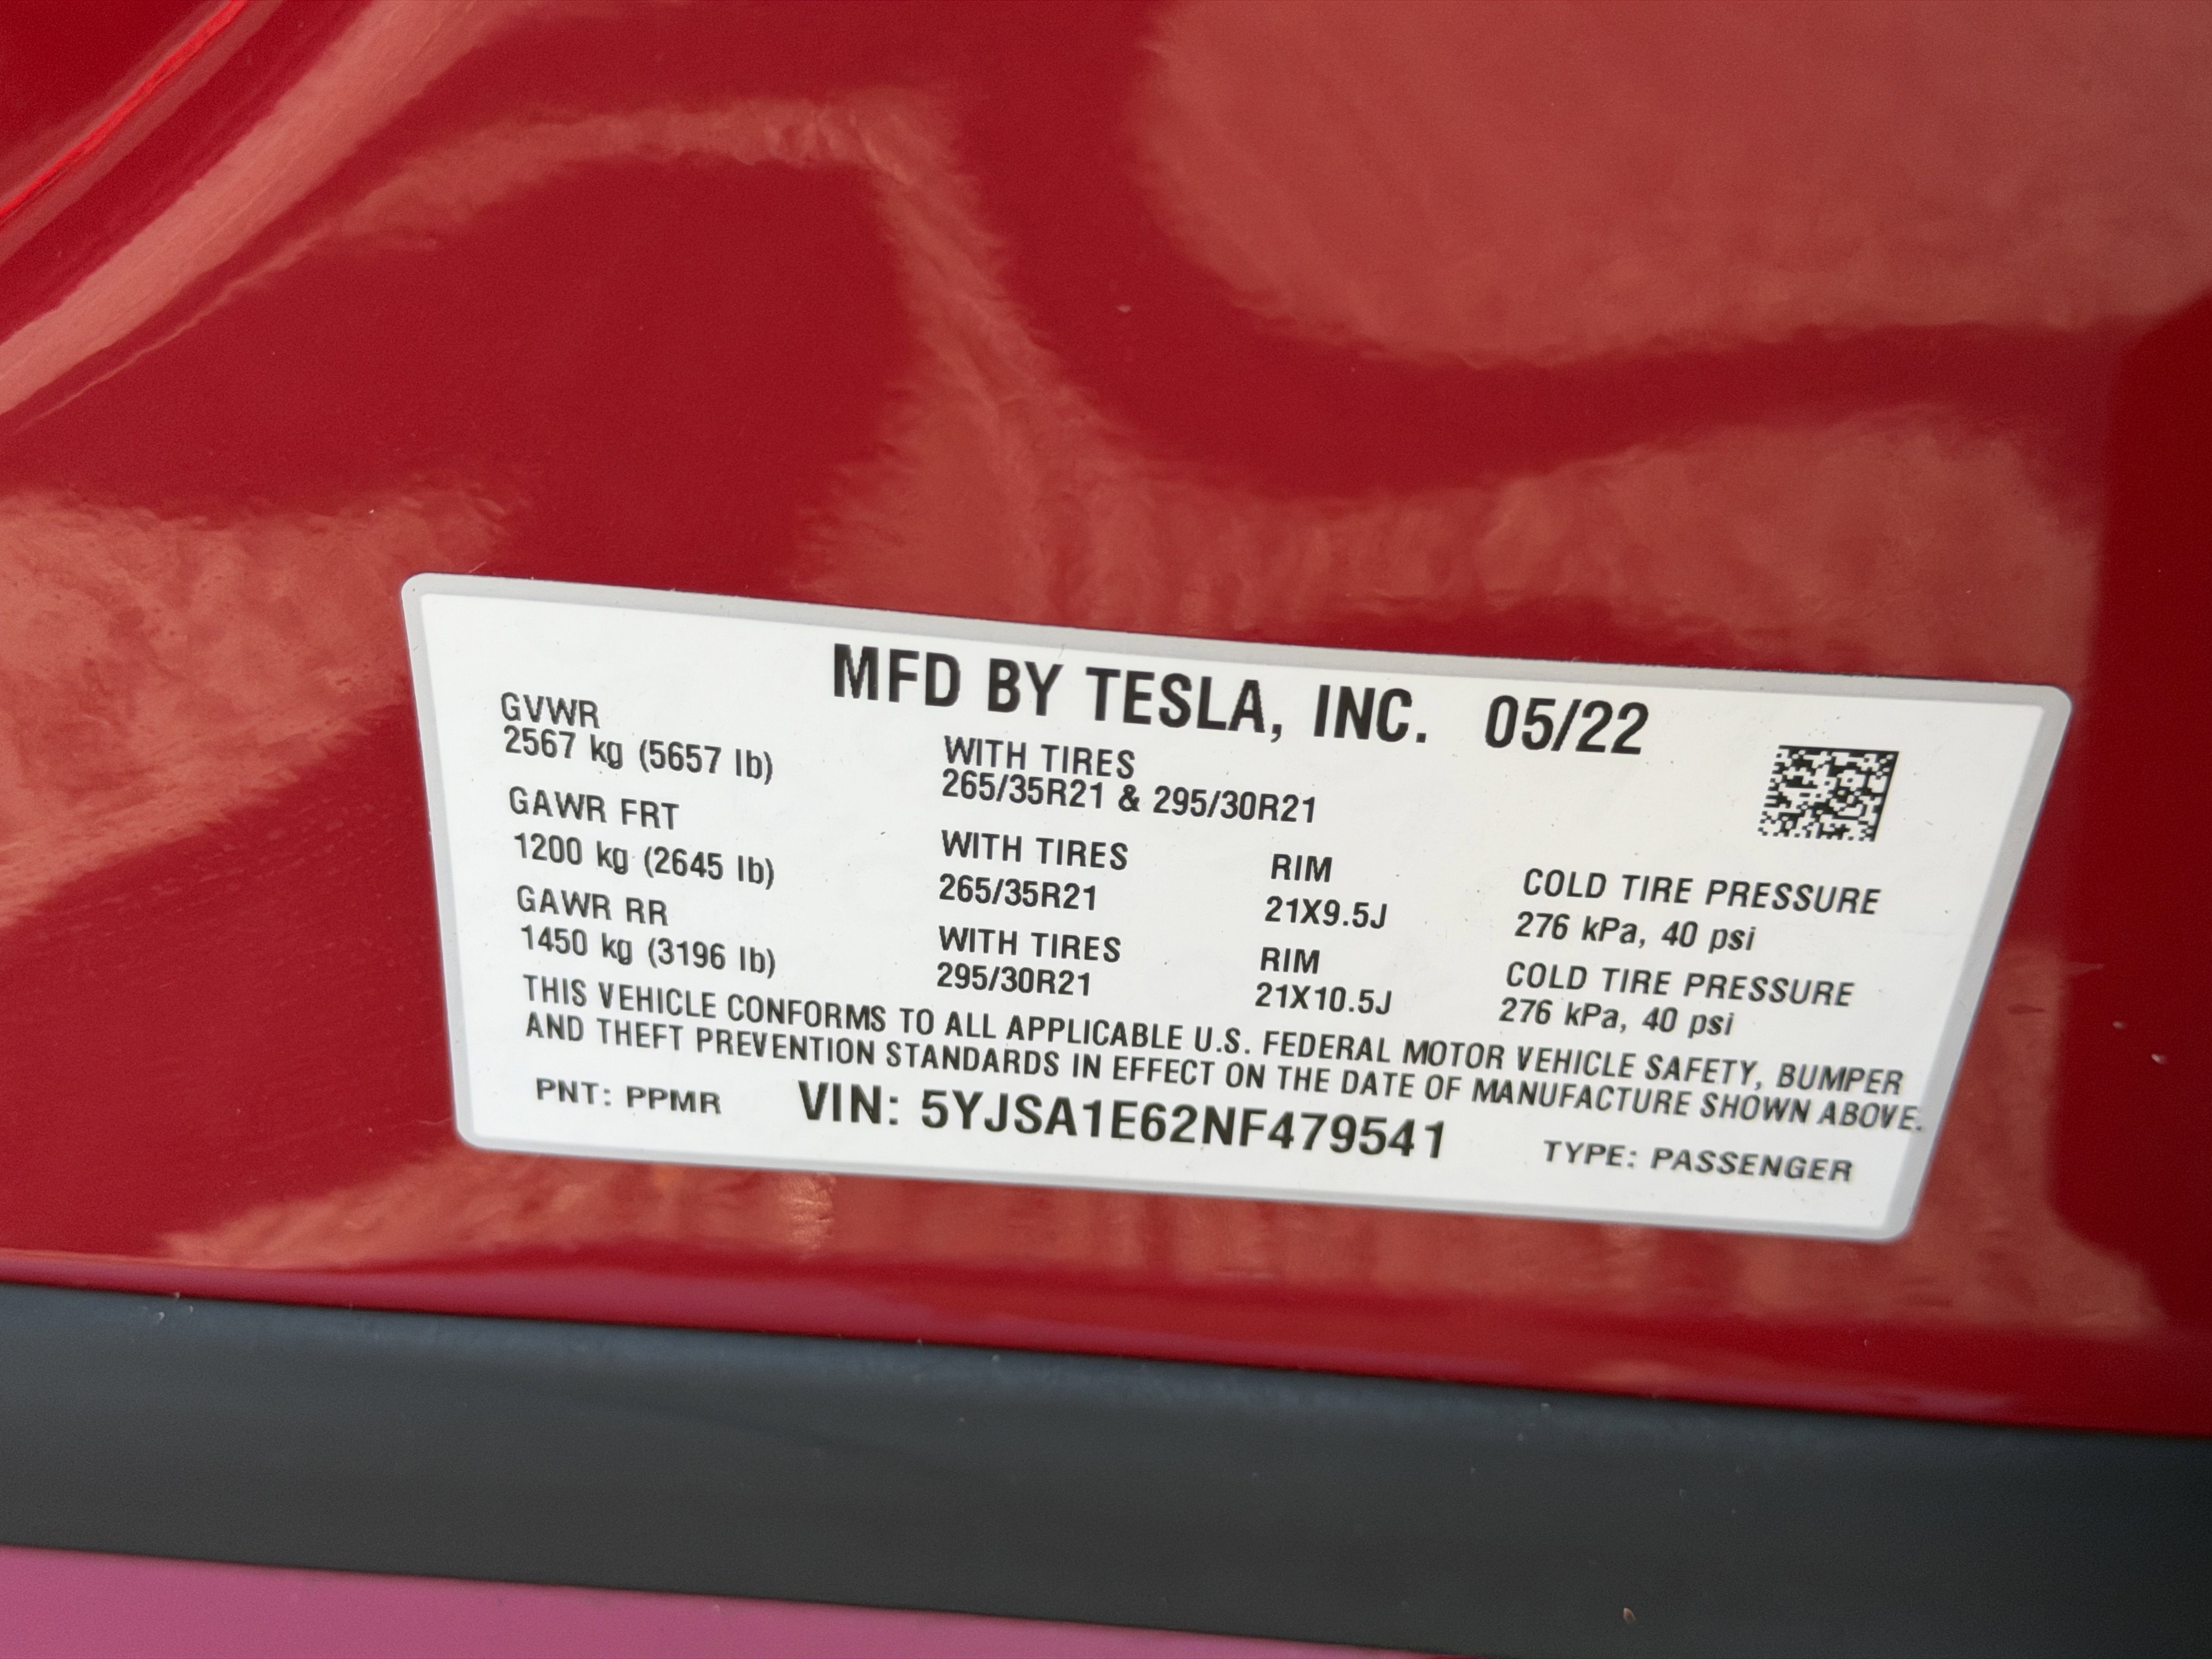 MFD BY TESLA, INC. 05/22
GVWR
2567 kg (5657 lb)
WITH TIRES
265/35R21 & 295/30R21
GAWR FRT
1200 kg (2645 lb)
WITH TIRES
265/35R21
RIM
21X9.5J
COLD TIRE PRESSURE
276 kPa, 40 psi
GAWR RR
1450 kg (3196 lb)
WITH TIRES
295/30R21
RIM
21X10.5J
COLD TIRE PRESSURE
276 kPa, 40 psi
THIS VEHICLE CONFORMS TO ALL APPLICABLE U.S. FEDERAL MOTOR VEHICLE SAFETY, BUMPER
AND THEFT PREVENTION STANDARDS IN EFFECT ON THE DATE OF MANUFACTURE SHOWN ABOVE.
PNT: PPMR VIN: 5YJSA1E62NF479541 TYPE: PASSENGER